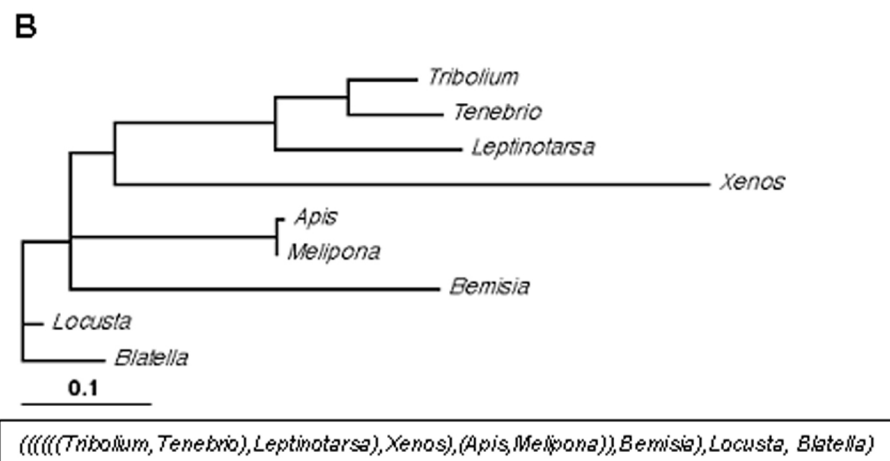 B
Tribolium
Tenebrio
Leptinotarsa
Xenos
Apis
Melipona
Bemisia
Locusta
Blatella
0.1
((((((Tribolium,Tenebrio),Leptinotarsa),Xenos),(Apis,Melipona)),Bemisia),Locusta, Blatella)